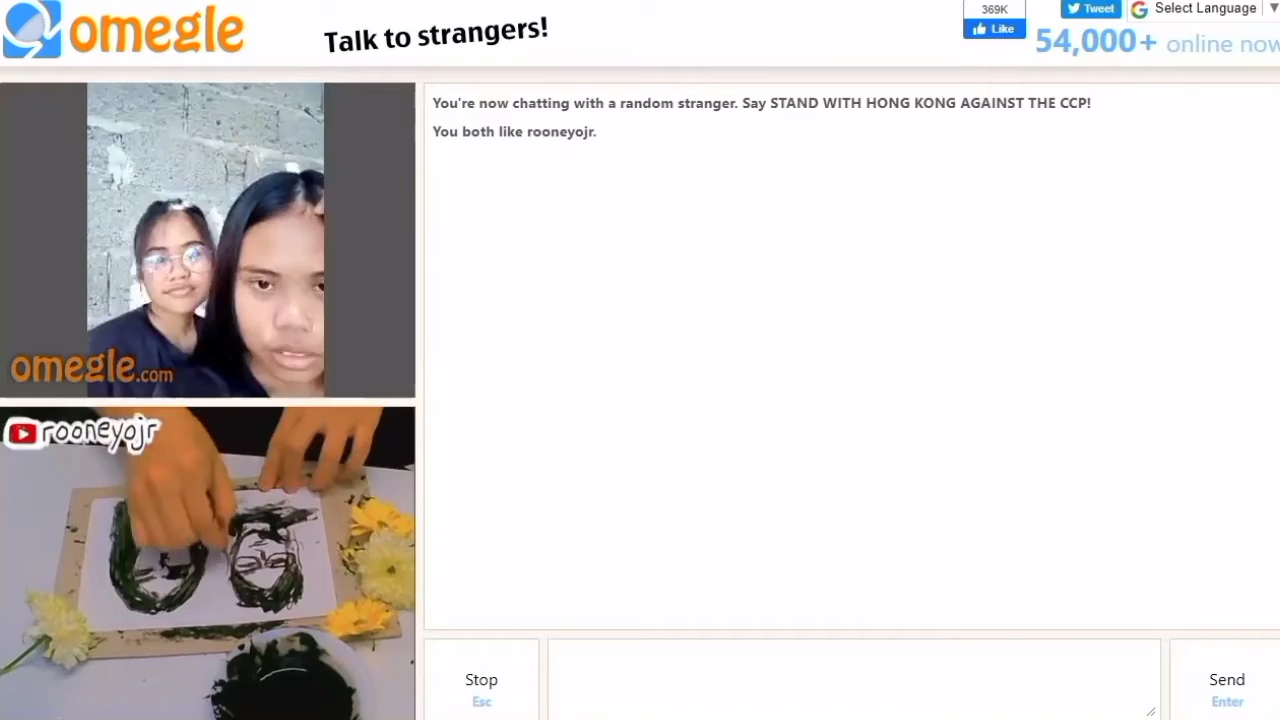 omegle
Talk to strangers!
369K
Like
Tweet
Select Language
54,000+ online now
You're now chatting with a random stranger. Say STAND WITH HONG KONG AGAINST THE CCP!
You both like rooneyojr.
omegle.com
rooneyojr
Stop
Esc
Send
Enter